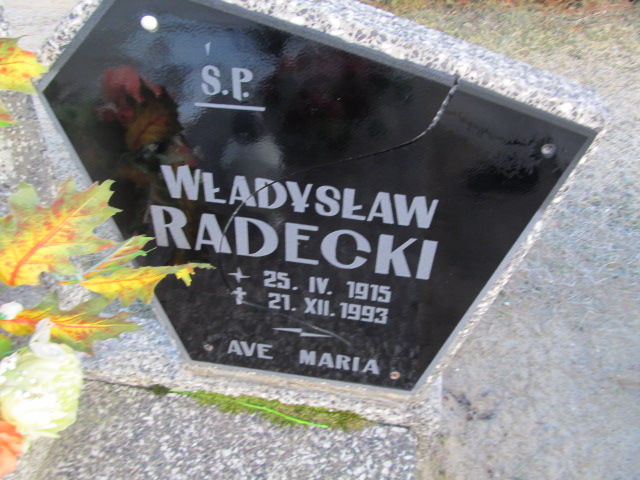 Ś.P.
WŁADYSŁAW
RADECKI
25. IV. 1915
21. XII. 1993
AVE MARIA